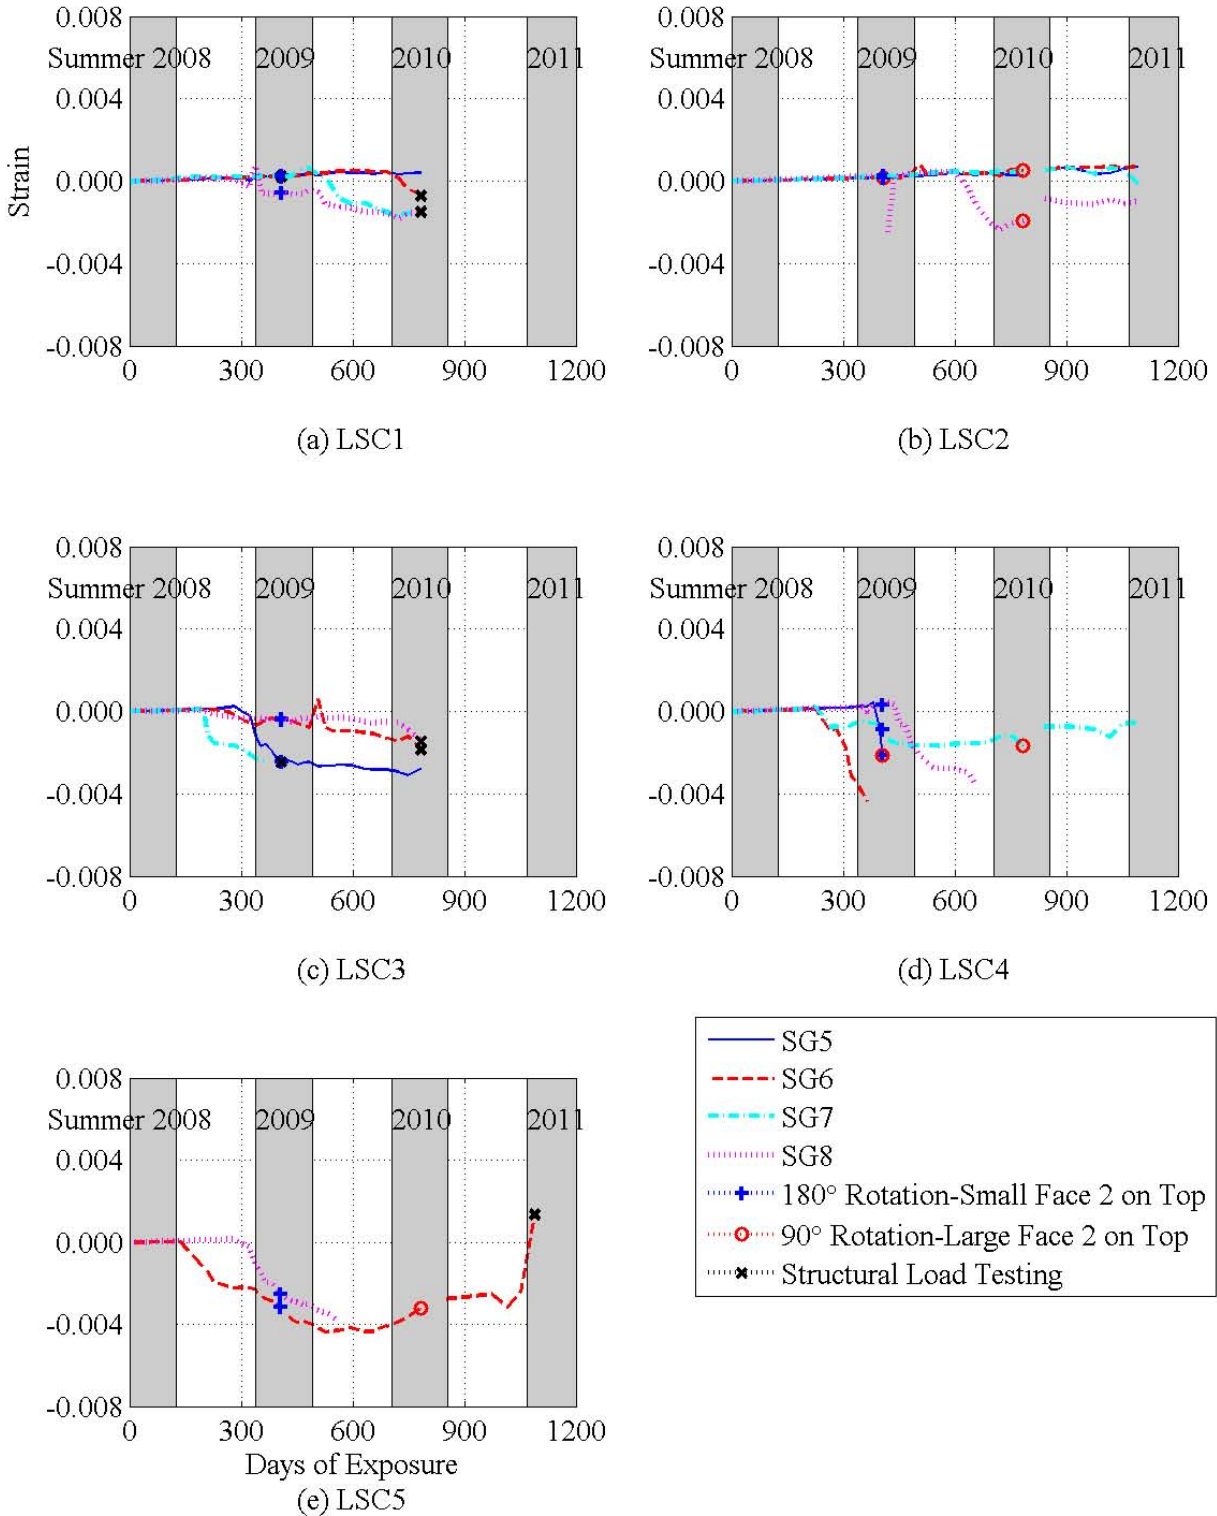 0.008
Summer 2008 2009 2010 2011
0.004
0.000
-0.004
-0.008
0 300 600 900 1200
Strain
(a) LSC1
0.008
Summer 2008 2009 2010 2011
0.004
0.000
-0.004
-0.008
0 300 600 900 1200
(b) LSC2
0.008
Summer 2008 2009 2010 2011
0.004
0.000
-0.004
-0.008
0 300 600 900 1200
(c) LSC3
0.008
Summer 2008 2009 2010 2011
0.004
0.000
-0.004
-0.008
0 300 600 900 1200
(d) LSC4
0.008
Summer 2008 2009 2010 2011
0.004
0.000
-0.004
-0.008
0 300 600 900 1200
Days of Exposure
(e) LSC5
SG5
SG6
SG7
SG8
180° Rotation-Small Face 2 on Top
90° Rotation-Large Face 2 on Top
Structural Load Testing